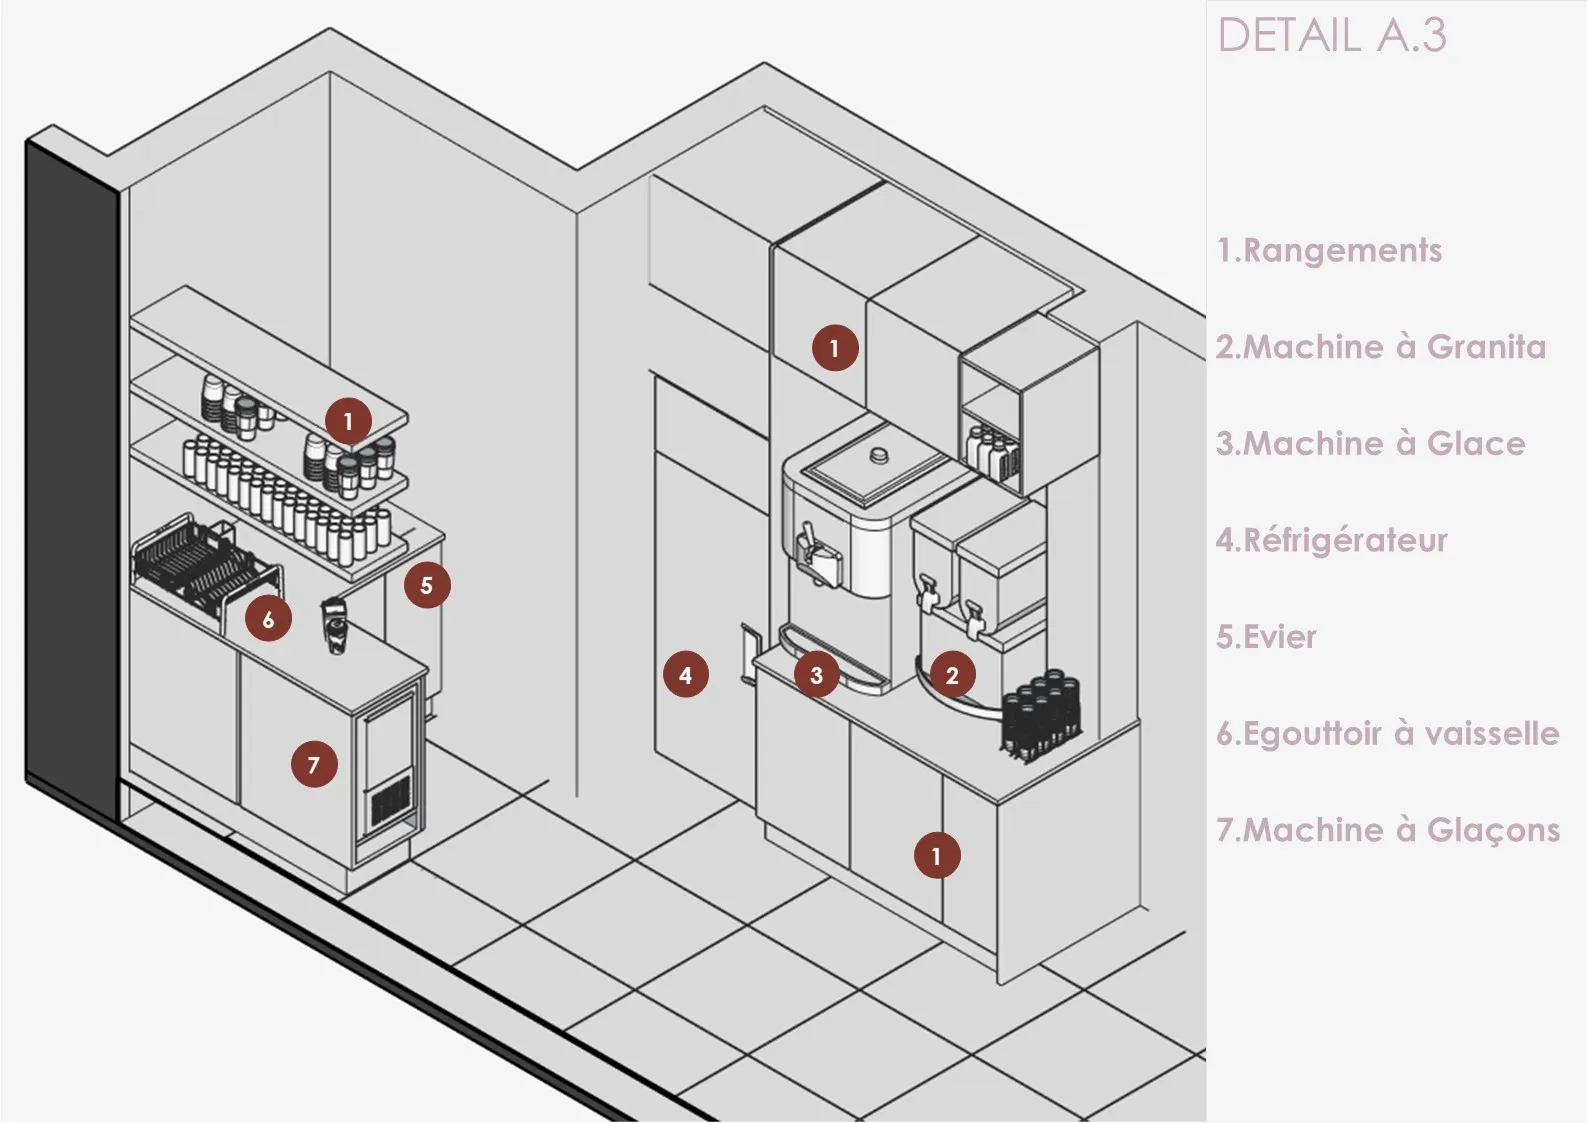 DETAIL A.3
1.Rangements
2.Machine à Granita
3.Machine à Glace
4.Réfrigérateur
5.Evier
6.Egouttoir à vaisselle
7.Machine à Glaçons
1
1
5
6
4
3
2
7
1